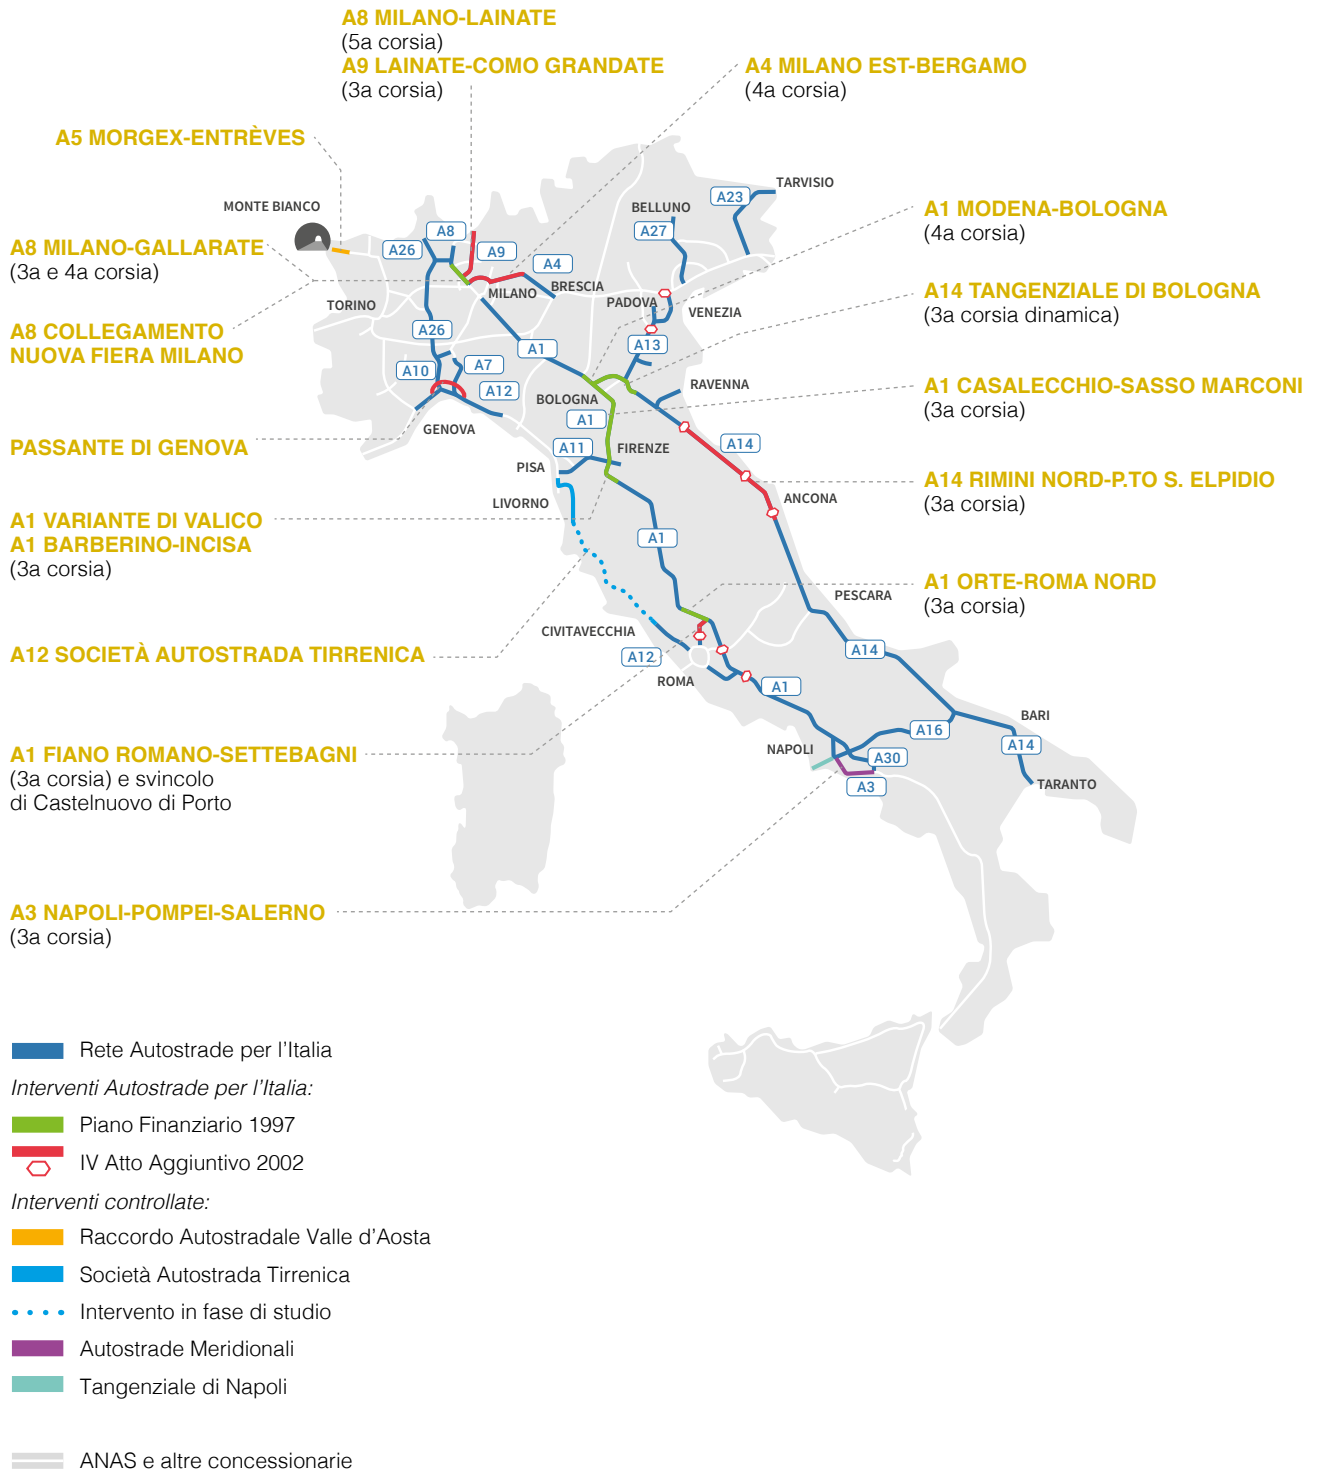 A8 MILANO-LAINATE
(5a corsia)
A9 LAINATE-COMO GRANDATE
(3a corsia)
A4 MILANO EST-BERGAMO
(4a corsia)
A5 MORGEX-ENTRÈVES
MONTE BIANCO
A8 MILANO-GALLARATE
(3a e 4a corsia)
A8 COLLEGAMENTO
NUOVA FIERA MILANO
PASSANTE DI GENOVA
A1 VARIANTE DI VALICO
A1 BARBERINO-INCISA
(3a corsia)
A12 SOCIETÀ AUTOSTRADA TIRRENICA
A1 FIANO ROMANO-SETTEBAGNI
(3a corsia) e svincolo
di Castelnuovo di Porto
A3 NAPOLI-POMPEI-SALERNO
(3a corsia)
A1 MODENA-BOLOGNA
(4a corsia)
A14 TANGENZIALE DI BOLOGNA
(3a corsia dinamica)
A1 CASALECCHIO-SASSO MARCONI
(3a corsia)
A14 RIMINI NORD-P.TO S. ELPIDIO
(3a corsia)
A1 ORTE-ROMA NORD
(3a corsia)
TARVISIO
A23
BELLUNO
A27
A8
A26
A9
A4
BRESCIA
MILANO
PADOVA
VENEZIA
TORINO
A26
A1
A13
A7
A10
A12
RAVENNA
BOLOGNA
A1
GENOVA
A14
A11
FIRENZE
PISA
LIVORNO
ANCONA
A1
PESCARA
CIVITAVECCHIA
A12
A14
ROMA
A1
BARI
A16
NAPOLI
A14
A30
A3
TARANTO
Rete Autostrade per l'Italia
Interventi Autostrade per l'Italia:
Piano Finanziario 1997
IV Atto Aggiuntivo 2002
Interventi controllate:
Raccordo Autostradale Valle d'Aosta
Società Autostrada Tirrenica
Intervento in fase di studio
Autostrade Meridionali
Tangenziale di Napoli
ANAS e altre concessionarie